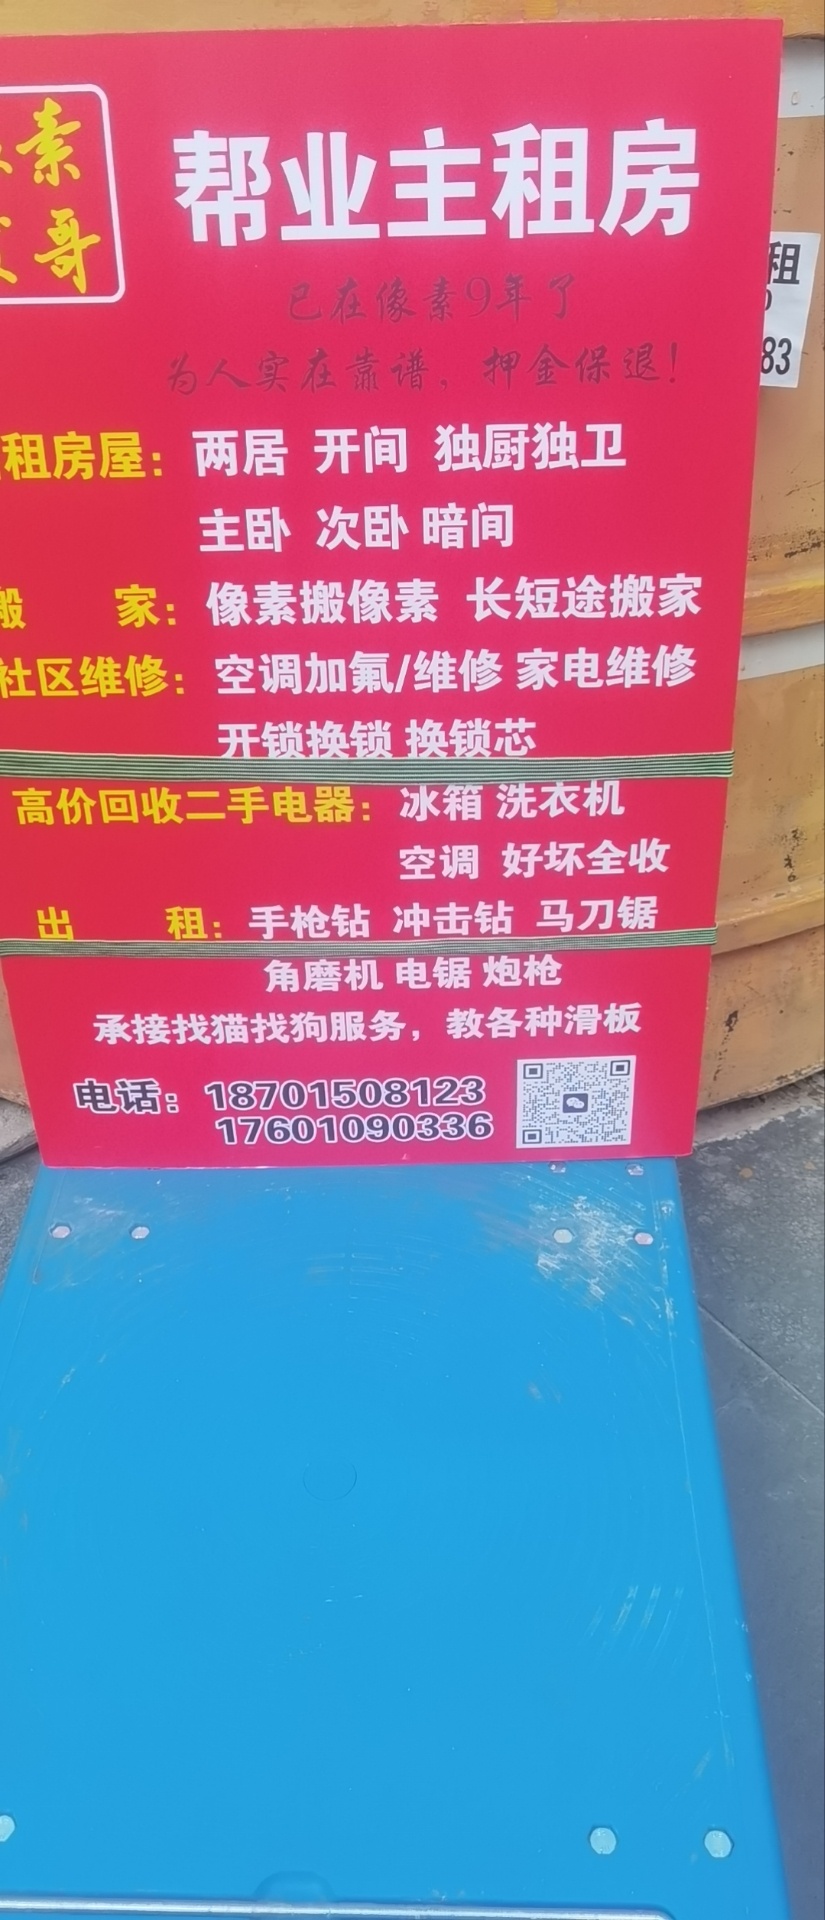 素
哥
帮业主租房
已在像素9年了
为人实在靠谱，押金保退！
租房屋：两居 开间 独厨独卫
主卧 次卧 暗间
搬 家：像素搬像素 长短途搬家
社区维修：空调加氟/维修 家电维修
开锁换锁 换锁芯
高价回收二手电器：冰箱 洗衣机
空调 好坏全收
出 租：手枪钻 冲击钻 马刀锯
角磨机 电锯 炮枪
承接找猫找狗服务，教各种滑板
电话：18701508123
17601090336
租
83